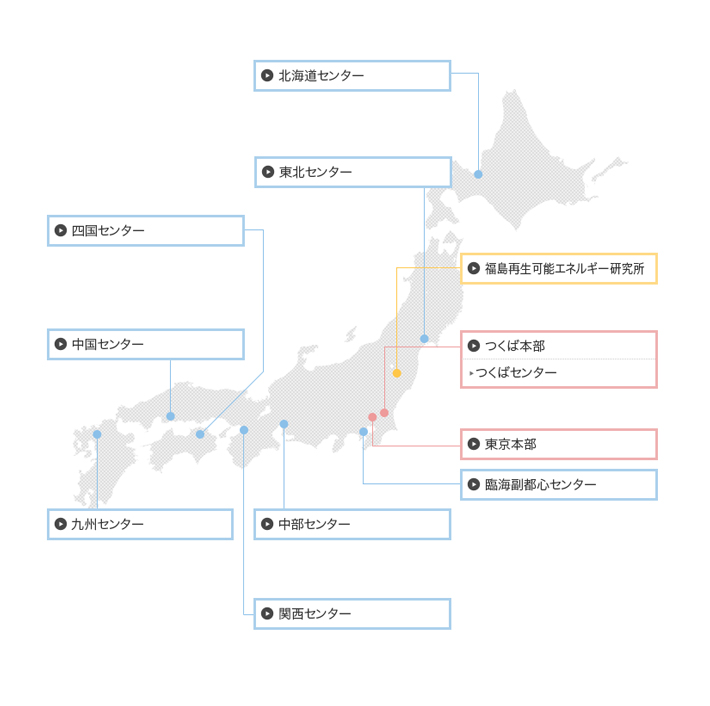 北海道センター
東北センター
四国センター
福島再生可能エネルギー研究所
中国センター
つくば本部
つくばセンター
東京本部
臨海副都心センター
九州センター
中部センター
関西センター